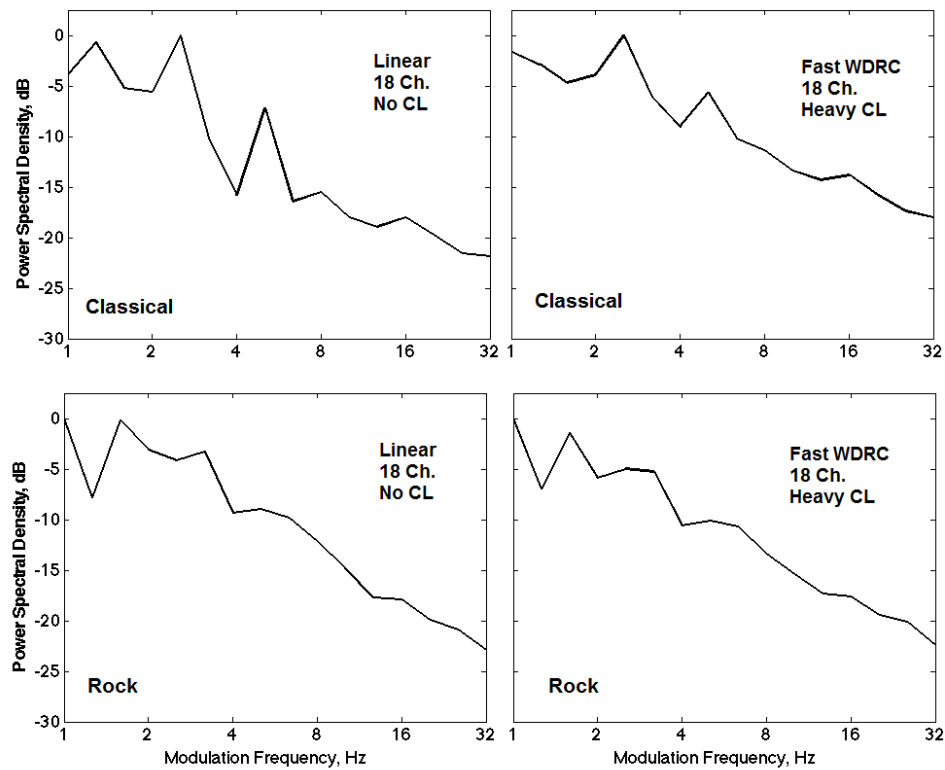 Power Spectral Density, dB
0
-5
-10
-15
-20
-25
-30
Linear
18 Ch.
No CL
Classical
1 2 4 8 16 32
Fast WDRC
18 Ch.
Heavy CL
Classical
1 2 4 8 16 32
Power Spectral Density, dB
0
-5
-10
-15
-20
-25
-30
Linear
18 Ch.
No CL
Rock
1 2 4 8 16 32
Modulation Frequency, Hz
Fast WDRC
18 Ch.
Heavy CL
Rock
1 2 4 8 16 32
Modulation Frequency, Hz